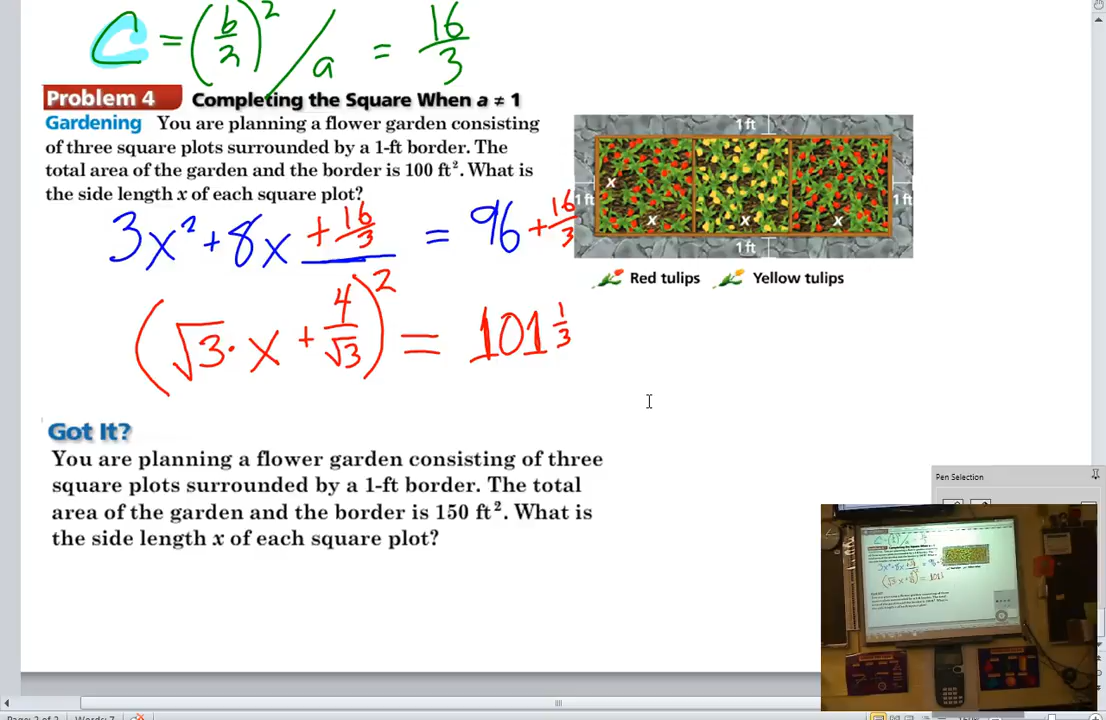 C = (b/2)² / a = 16/3
Problem 4 Completing the Square When a ≠ 1
Gardening You are planning a flower garden consisting
of three square plots surrounded by a 1-ft border. The
total area of the garden and the border is 100 ft². What is
the side length x of each square plot?
1 ft
x
1 ft
1 ft
x
x
x
1 ft
Red tulips Yellow tulips
3x² + 8x + 16/3 = 96 + 16/3
(√3 · x + 4/√3)² = 101 1/3
Got It?
You are planning a flower garden consisting of three
square plots surrounded by a 1-ft border. The total
area of the garden and the border is 150 ft². What is
the side length x of each square plot?
Pen Selection